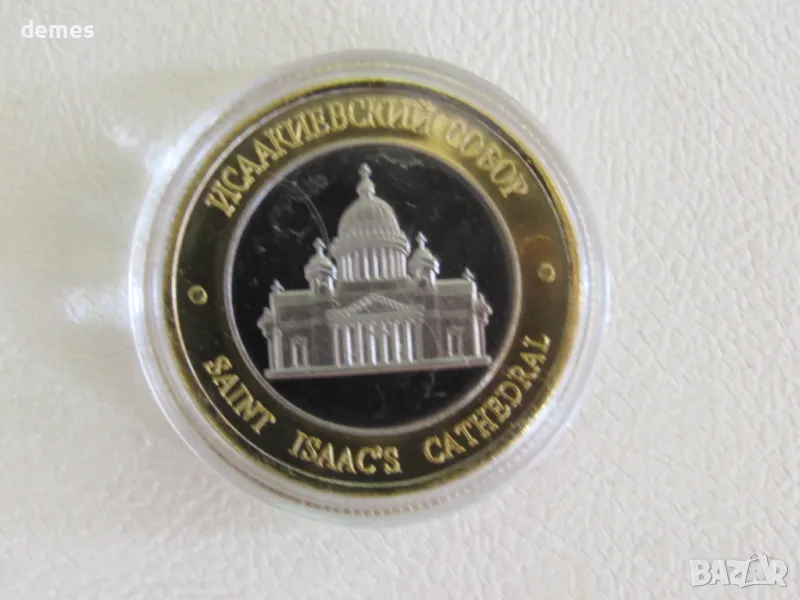 demes
ИСААКИЕВСКИЙ СОБОР
SAINT ISAAC'S CATHEDRAL
BAZAR